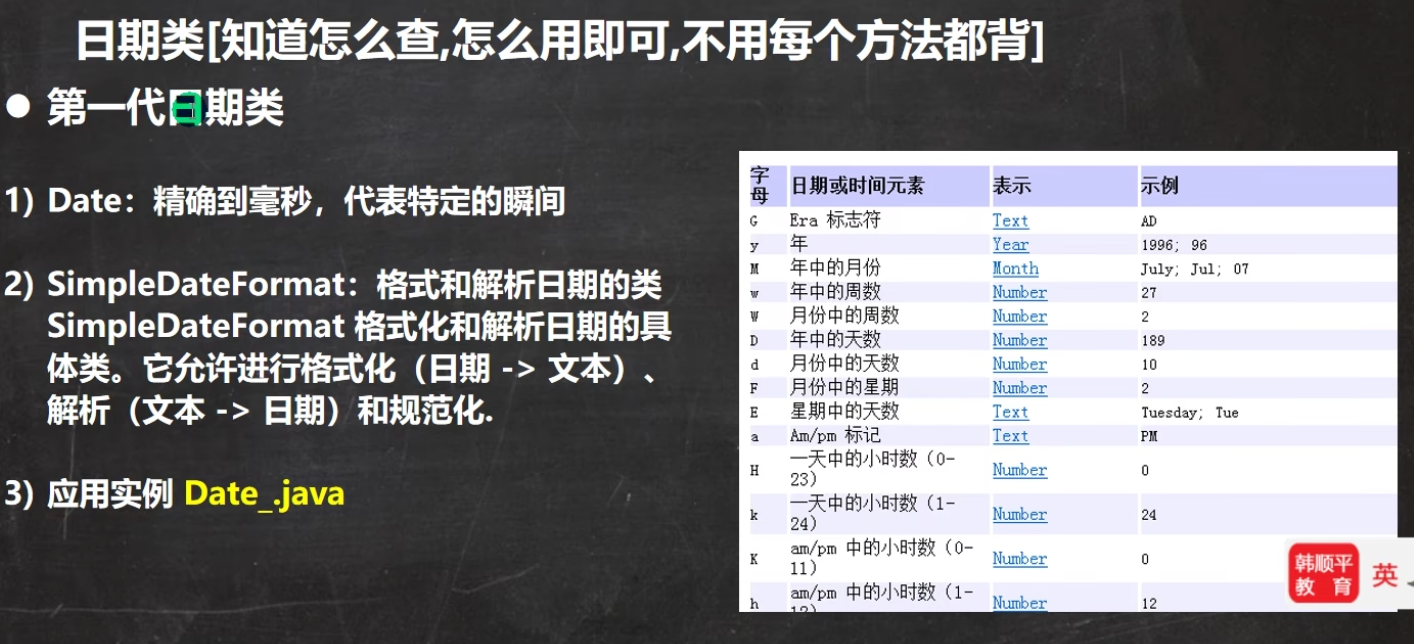 日期类[知道怎么查,怎么用即可,不用每个方法都背]
● 第一代日期类
1) Date：精确到毫秒，代表特定的瞬间
2) SimpleDateFormat：格式和解析日期的类
SimpleDateFormat 格式化和解析日期的具
体类。它允许进行格式化（日期 -> 文本）、
解析（文本 -> 日期）和规范化.
3) 应用实例 Date_.java
字母 日期或时间元素 表示 示例
G Era 标志符 Text AD
y 年 Year 1996; 96
M 年中的月份 Month July; Jul; 07
w 年中的周数 Number 27
W 月份中的周数 Number 2
D 年中的天数 Number 189
d 月份中的天数 Number 10
F 月份中的星期 Number 2
E 星期中的天数 Text Tuesday; Tue
a Am/pm 标记 Text PM
H 一天中的小时数（0-23） Number 0
k 一天中的小时数（1-24） Number 24
K am/pm 中的小时数（0-11） Number 0
h am/pm 中的小时数（1-12） Number 12
韩顺平
教 育
英